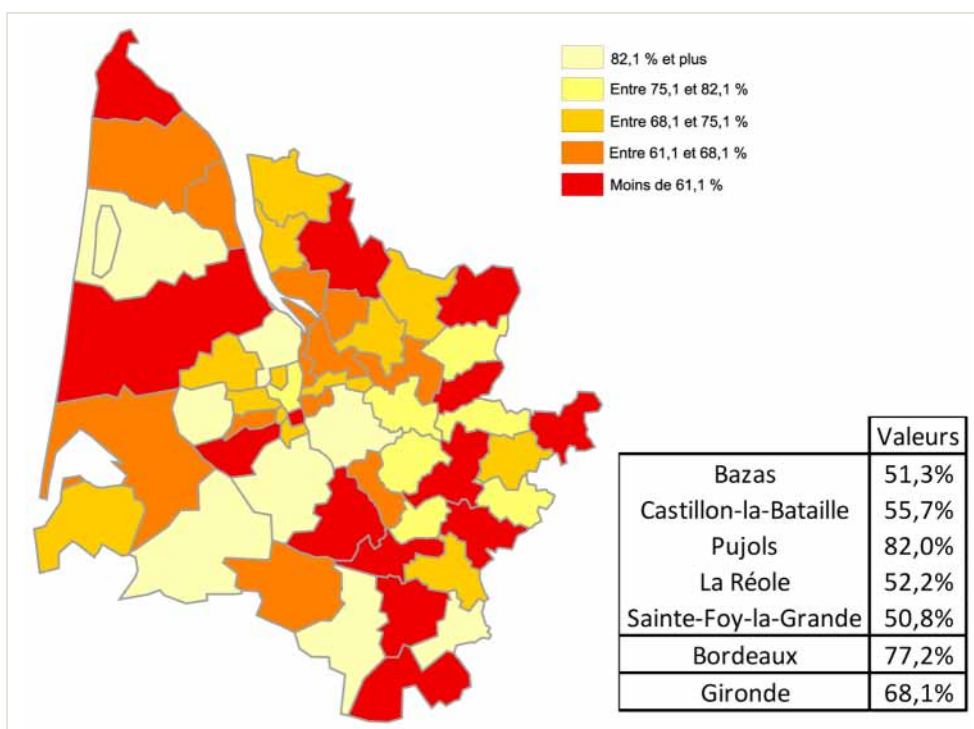 82,1 % et plus
Entre 75,1 et 82,1 %
Entre 68,1 et 75,1 %
Entre 61,1 et 68,1 %
Moins de 61,1 %
Valeurs
Bazas 51,3%
Castillon-la-Bataille 55,7%
Pujols 82,0%
La Réole 52,2%
Sainte-Foy-la-Grande 50,8%
Bordeaux 77,2%
Gironde 68,1%